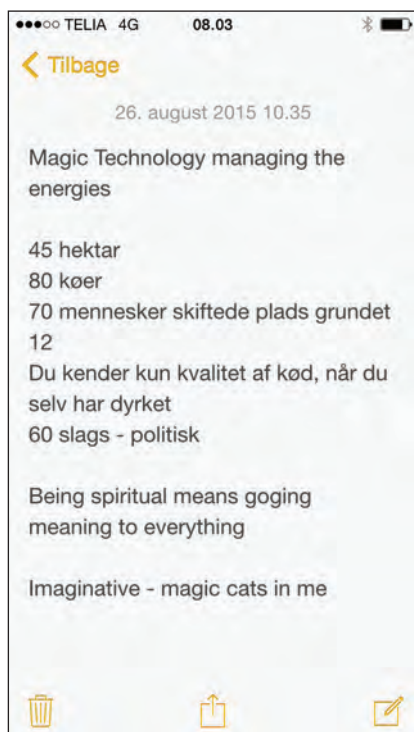 TELIA 4G 08.03
Tilbage
26. august 2015 10.35
Magic Technology managing the
energies
45 hektar
80 køer
70 mennesker skiftede plads grundet
12
Du kender kun kvalitet af kød, når du
selv har dyrket
60 slags - politisk
Being spiritual means goging
meaning to everything
Imaginative - magic cats in me